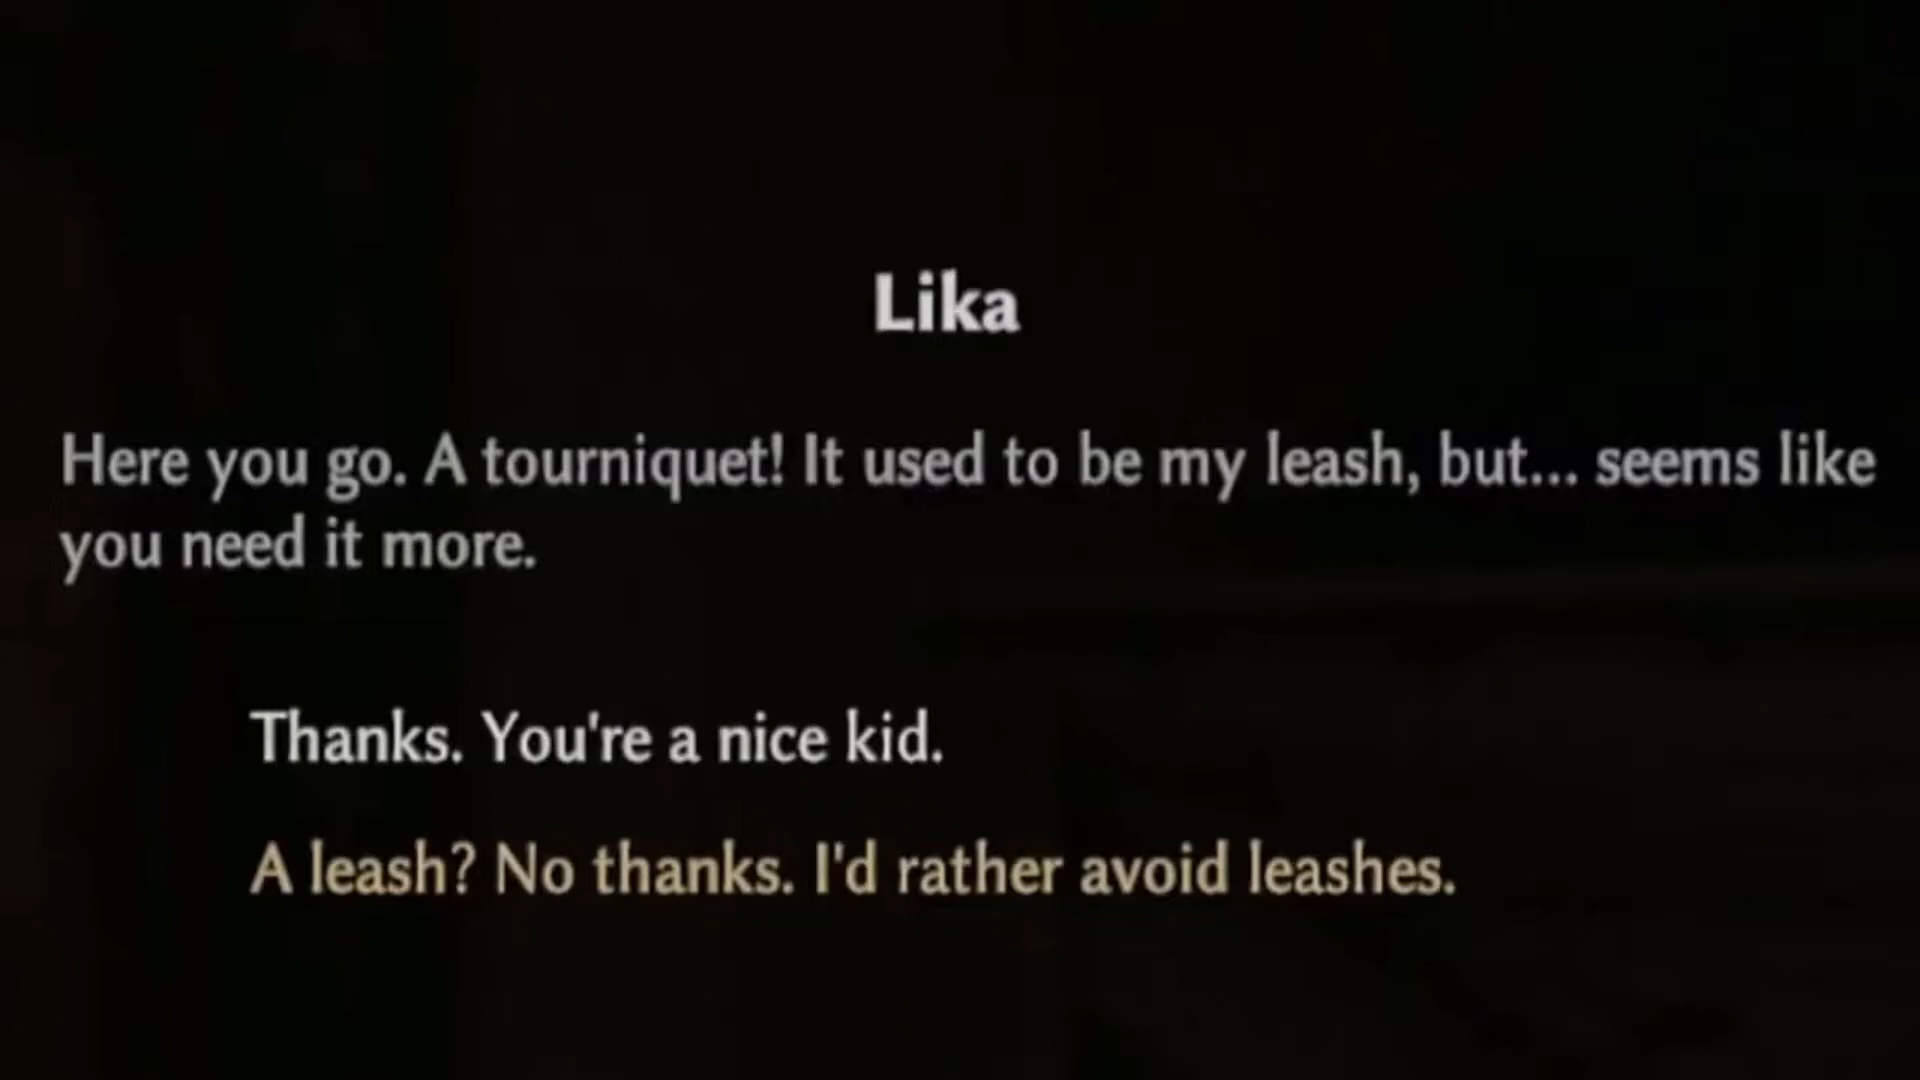 Lika
Here you go. A tourniquet! It used to be my leash, but... seems like
you need it more.
Thanks. You're a nice kid.
A leash? No thanks. I'd rather avoid leashes.